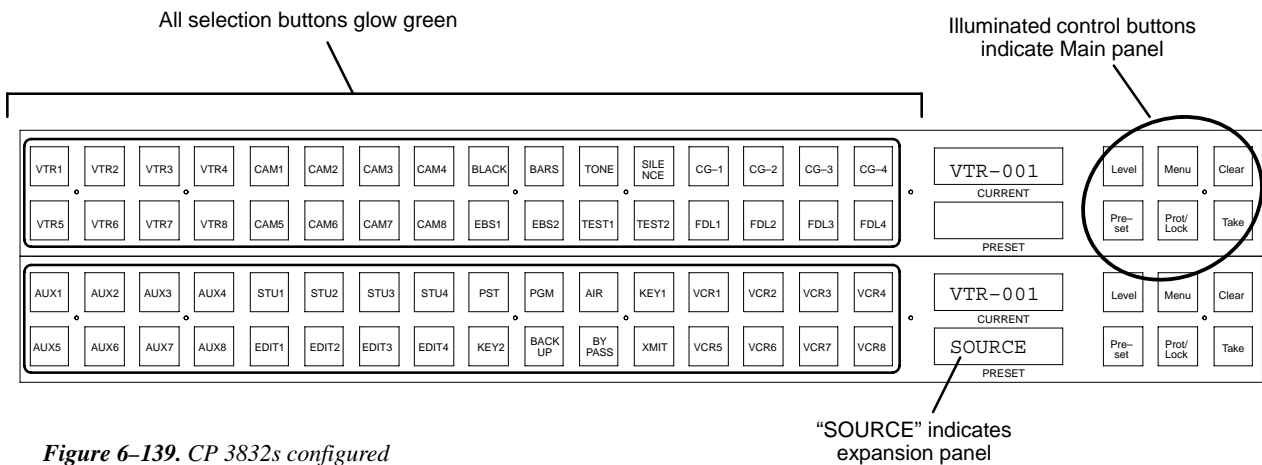 All selection buttons glow green
Illuminated control buttons
indicate Main panel
VTR1 VTR2 VTR3 VTR4 CAM1 CAM2 CAM3 CAM4 BLACK BARS TONE SILE
NCE CG–1 CG–2 CG–3 CG–4 VTR-001 Level Menu Clear
CURRENT
VTR5 VTR6 VTR7 VTR8 CAM5 CAM6 CAM7 CAM8 EBS1 EBS2 TEST1 TEST2 FDL1 FDL2 FDL3 FDL4 Pre–
set Prot/
Lock Take
PRESET
AUX1 AUX2 AUX3 AUX4 STU1 STU2 STU3 STU4 PST PGM AIR KEY1 VCR1 VCR2 VCR3 VCR4 VTR-001 Level Menu Clear
CURRENT
AUX5 AUX6 AUX7 AUX8 EDIT1 EDIT2 EDIT3 EDIT4 KEY2 BACK
UP BY
PASS XMIT VCR5 VCR6 VCR7 VCR8 SOURCE Pre–
set Prot/
Lock Take
PRESET
“SOURCE” indicates
expansion panel
Figure 6–139. CP 3832s configured